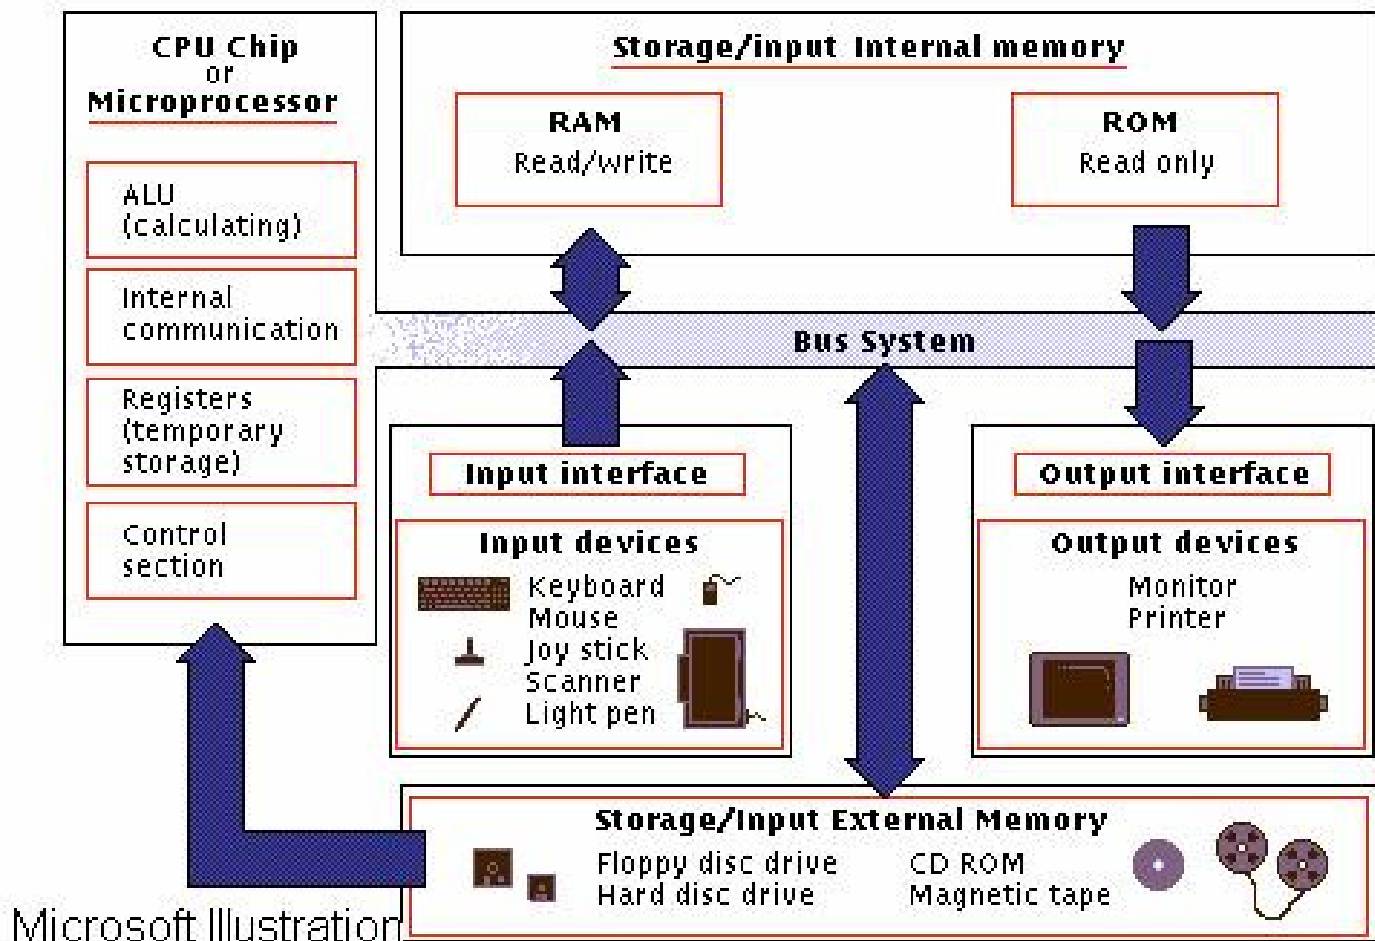 CPU Chip
or
Microprocessor
ALU
(calculating)
Internal
communication
Registers
(temporary
storage)
Control
section
Storage/input Internal memory
RAM
Read/write
ROM
Read only
Bus System
Input interface
Input devices
Keyboard
Mouse
Joy stick
Scanner
Light pen
Output interface
Output devices
Monitor
Printer
Storage/Input External Memory
Floppy disc drive
Hard disc drive
CD ROM
Magnetic tape
Microsoft Illustration